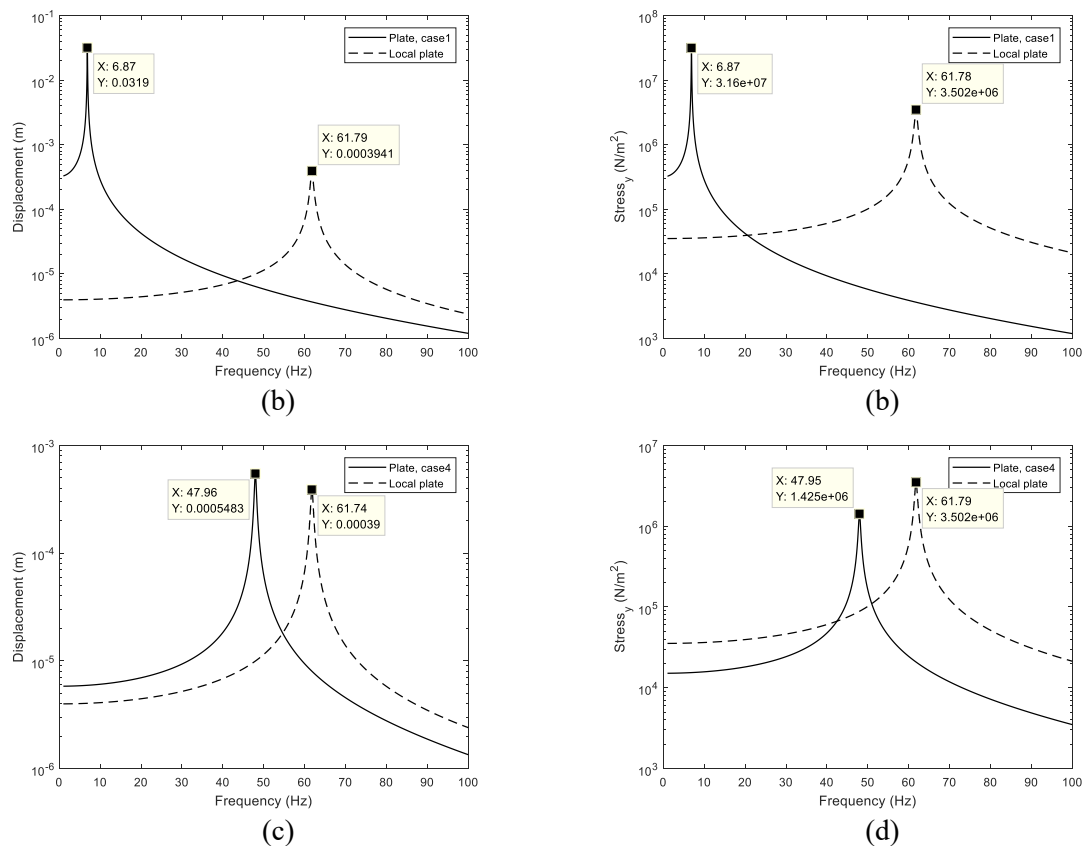 10^-1
10^-2
10^-3
10^-4
10^-5
10^-6
Displacement (m)
0 10 20 30 40 50 60 70 80 90 100
Frequency (Hz)
Plate, case1
Local plate
X: 6.87
Y: 0.0319
X: 61.79
Y: 0.0003941
(b)
10^8
10^7
10^6
10^5
10^4
10^3
Stress_y (N/m^2)
0 10 20 30 40 50 60 70 80 90 100
Frequency (Hz)
Plate, case1
Local plate
X: 6.87
Y: 3.16e+07
X: 61.78
Y: 3.502e+06
(b)
10^-3
10^-4
10^-5
10^-6
Displacement (m)
0 10 20 30 40 50 60 70 80 90 100
Frequency (Hz)
Plate, case4
Local plate
X: 47.96
Y: 0.0005483
X: 61.74
Y: 0.00039
(c)
10^7
10^6
10^5
10^4
10^3
Stress_y (N/m^2)
0 10 20 30 40 50 60 70 80 90 100
Frequency (Hz)
Plate, case4
Local plate
X: 47.95
Y: 1.425e+06
X: 61.79
Y: 3.502e+06
(d)